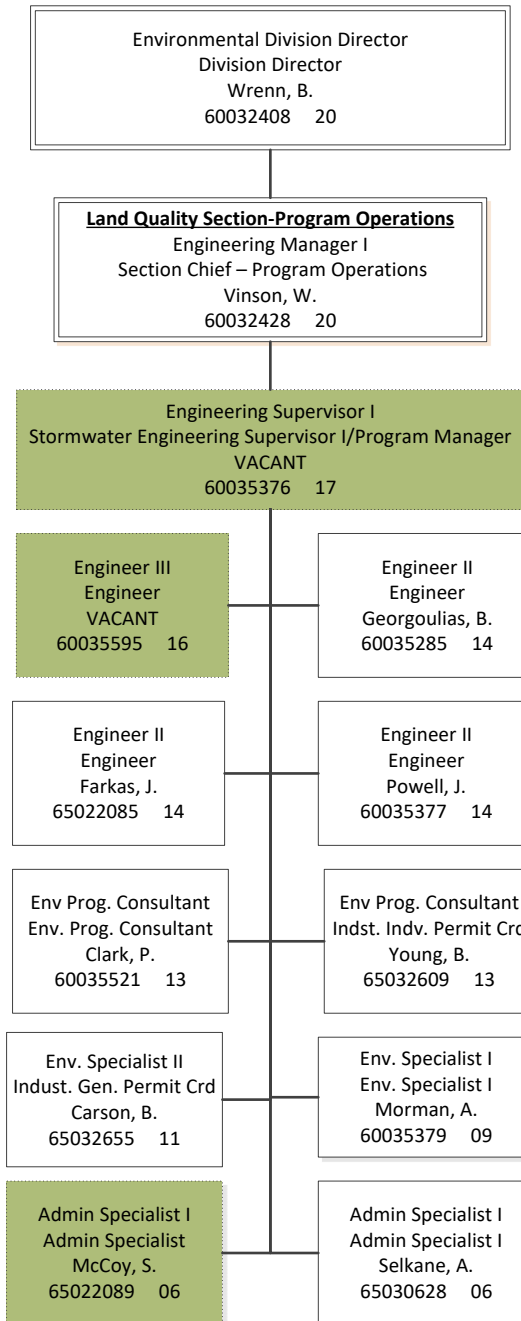 Environmental Division Director
Division Director
Wrenn, B.
60032408 20
Land Quality Section-Program Operations
Engineering Manager I
Section Chief – Program Operations
Vinson, W.
60032428 20
Engineering Supervisor I
Stormwater Engineering Supervisor I/Program Manager
VACANT
60035376 17
Engineer III
Engineer
VACANT
60035595 16
Engineer II
Engineer
Georgoulias, B.
60035285 14
Engineer II
Engineer
Farkas, J.
65022085 14
Engineer II
Engineer
Powell, J.
60035377 14
Env Prog. Consultant
Env. Prog. Consultant
Clark, P.
60035521 13
Env Prog. Consultant
Indst. Indv. Permit Crd
Young, B.
65032609 13
Env. Specialist II
Indust. Gen. Permit Crd
Carson, B.
65032655 11
Env. Specialist I
Env. Specialist I
Morman, A.
60035379 09
Admin Specialist I
Admin Specialist
McCoy, S.
65022089 06
Admin Specialist I
Admin Specialist I
Selkane, A.
65030628 06